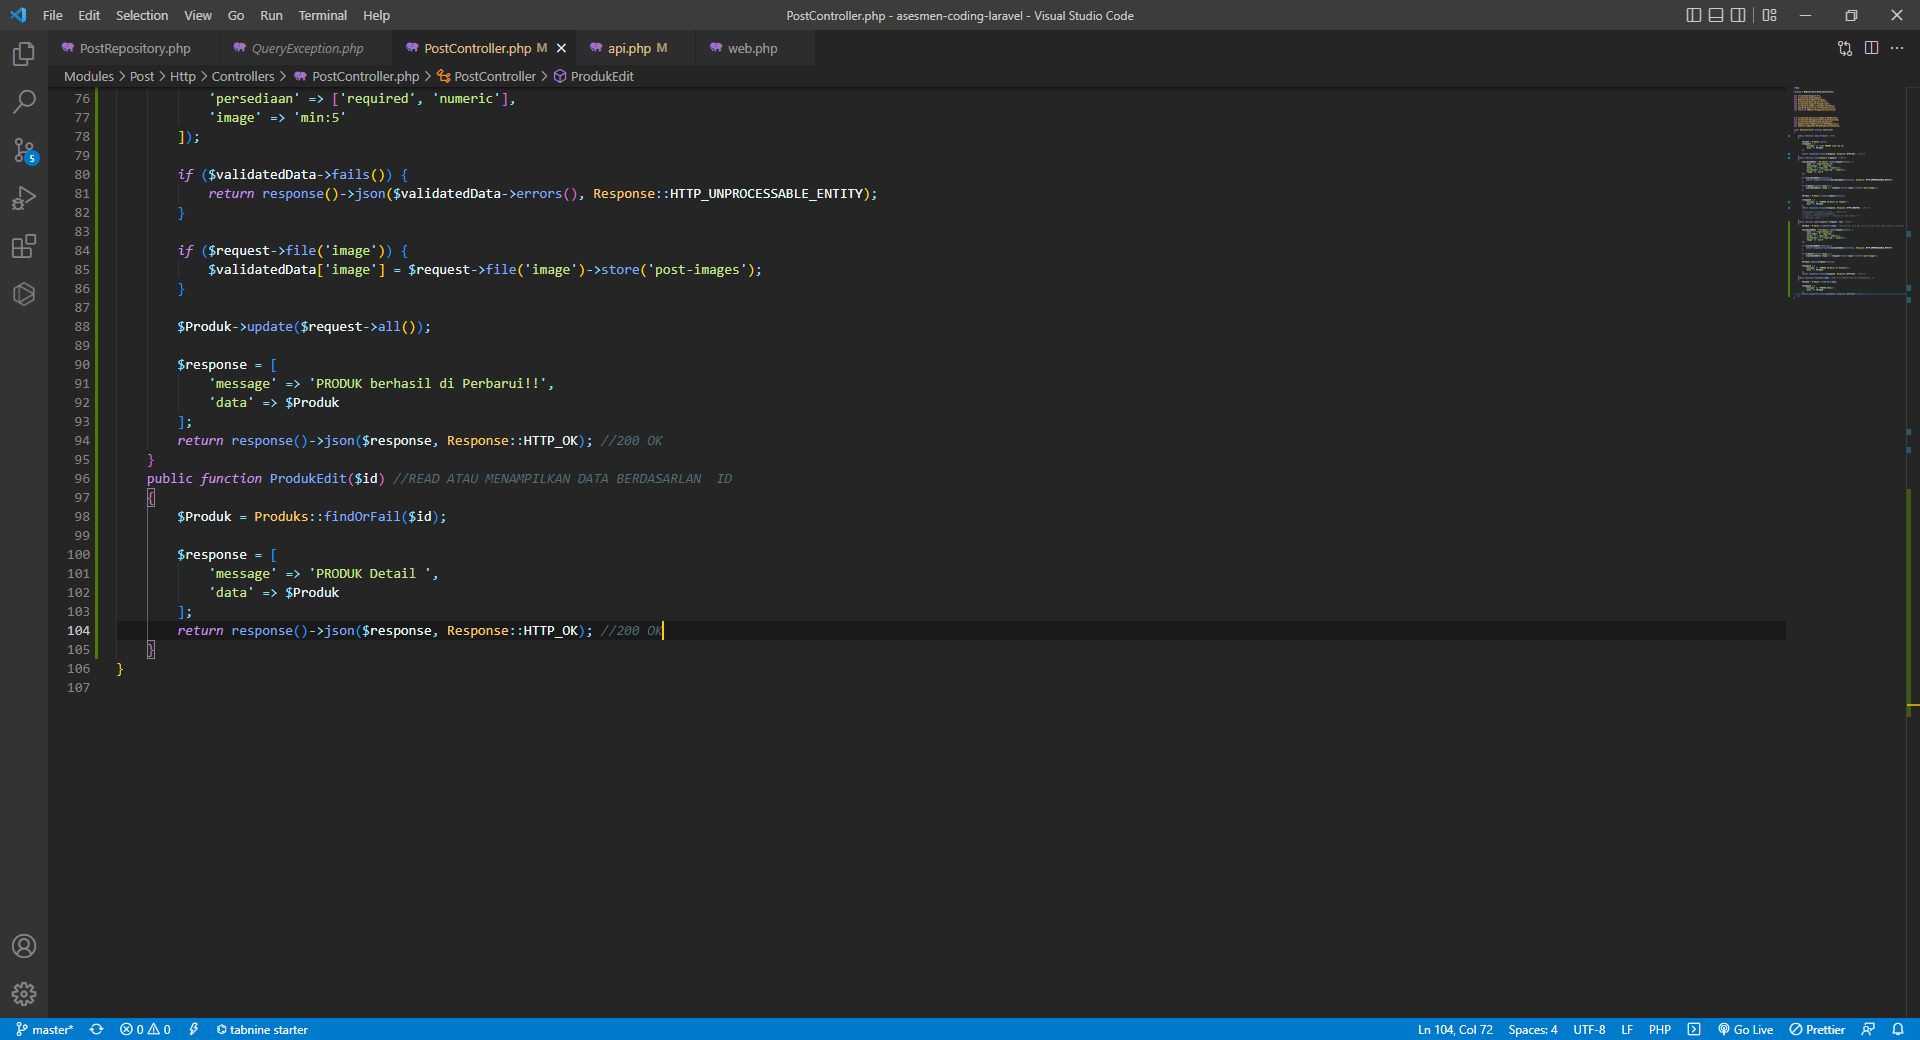 File Edit Selection View Go Run Terminal Help
PostController.php - asesmen-coding-laravel - Visual Studio Code
PostRepository.php QueryException.php PostController.php M api.php M web.php
Modules > Post > Http > Controllers > PostController.php > PostController > ProdukEdit
76 'persediaan' => ['required', 'numeric'],
77 'image' => 'min:5'
78 ]);
79
80 if ($validatedData->fails()) {
81 return response()->json($validatedData->errors(), Response::HTTP_UNPROCESSABLE_ENTITY);
82 }
83
84 if ($request->file('image')) {
85 $validatedData['image'] = $request->file('image')->store('post-images');
86 }
87
88 $Produk->update($request->all());
89
90 $response = [
91 'message' => 'PRODUK berhasil di Perbarui!!',
92 'data' => $Produk
93 ];
94 return response()->json($response, Response::HTTP_OK); //200 OK
95 }
96 public function ProdukEdit($id) //READ ATAU MENAMPILKAN DATA BERDASARLAN  ID
97 {
98 $Produk = Produks::findOrFail($id);
99
100 $response = [
101 'message' => 'PRODUK Detail ',
102 'data' => $Produk
103 ];
104 return response()->json($response, Response::HTTP_OK); //200 OK
105 }
106 }
107
5
master* 0 0 tabnine starter
Ln 104, Col 72 Spaces: 4 UTF-8 LF PHP Go Live Prettier